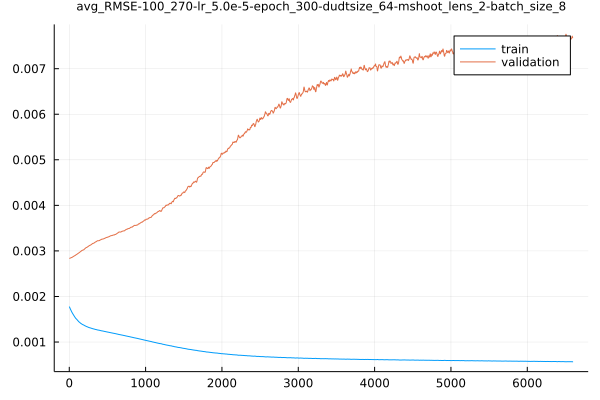 avg_RMSE-100_270-lr_5.0e-5-epoch_300-dudtsize_64-mshoot_lens_2-batch_size_8
train
validation
0.007
0.006
0.005
0.004
0.003
0.002
0.001
0 1000 2000 3000 4000 5000 6000